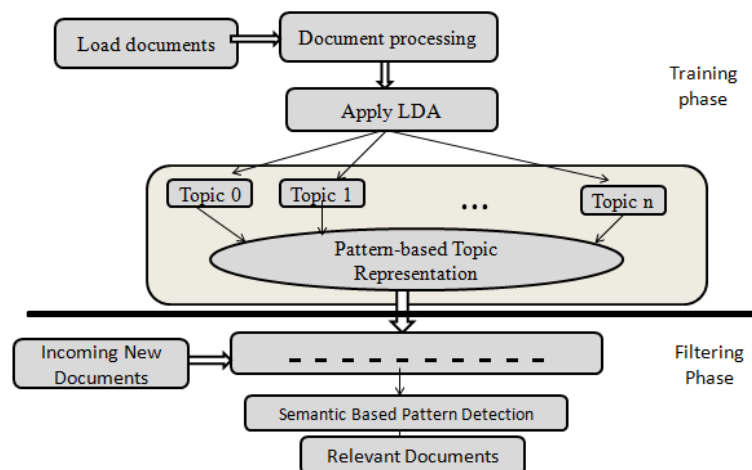 Load documents
Document processing
Training
phase
Apply LDA
Topic 0
Topic 1
...
Topic n
Pattern-based Topic
Representation
Incoming New
Documents
_ _ _ _ _ _ _ _ _ _
Filtering
Phase
Semantic Based Pattern Detection
Relevant Documents